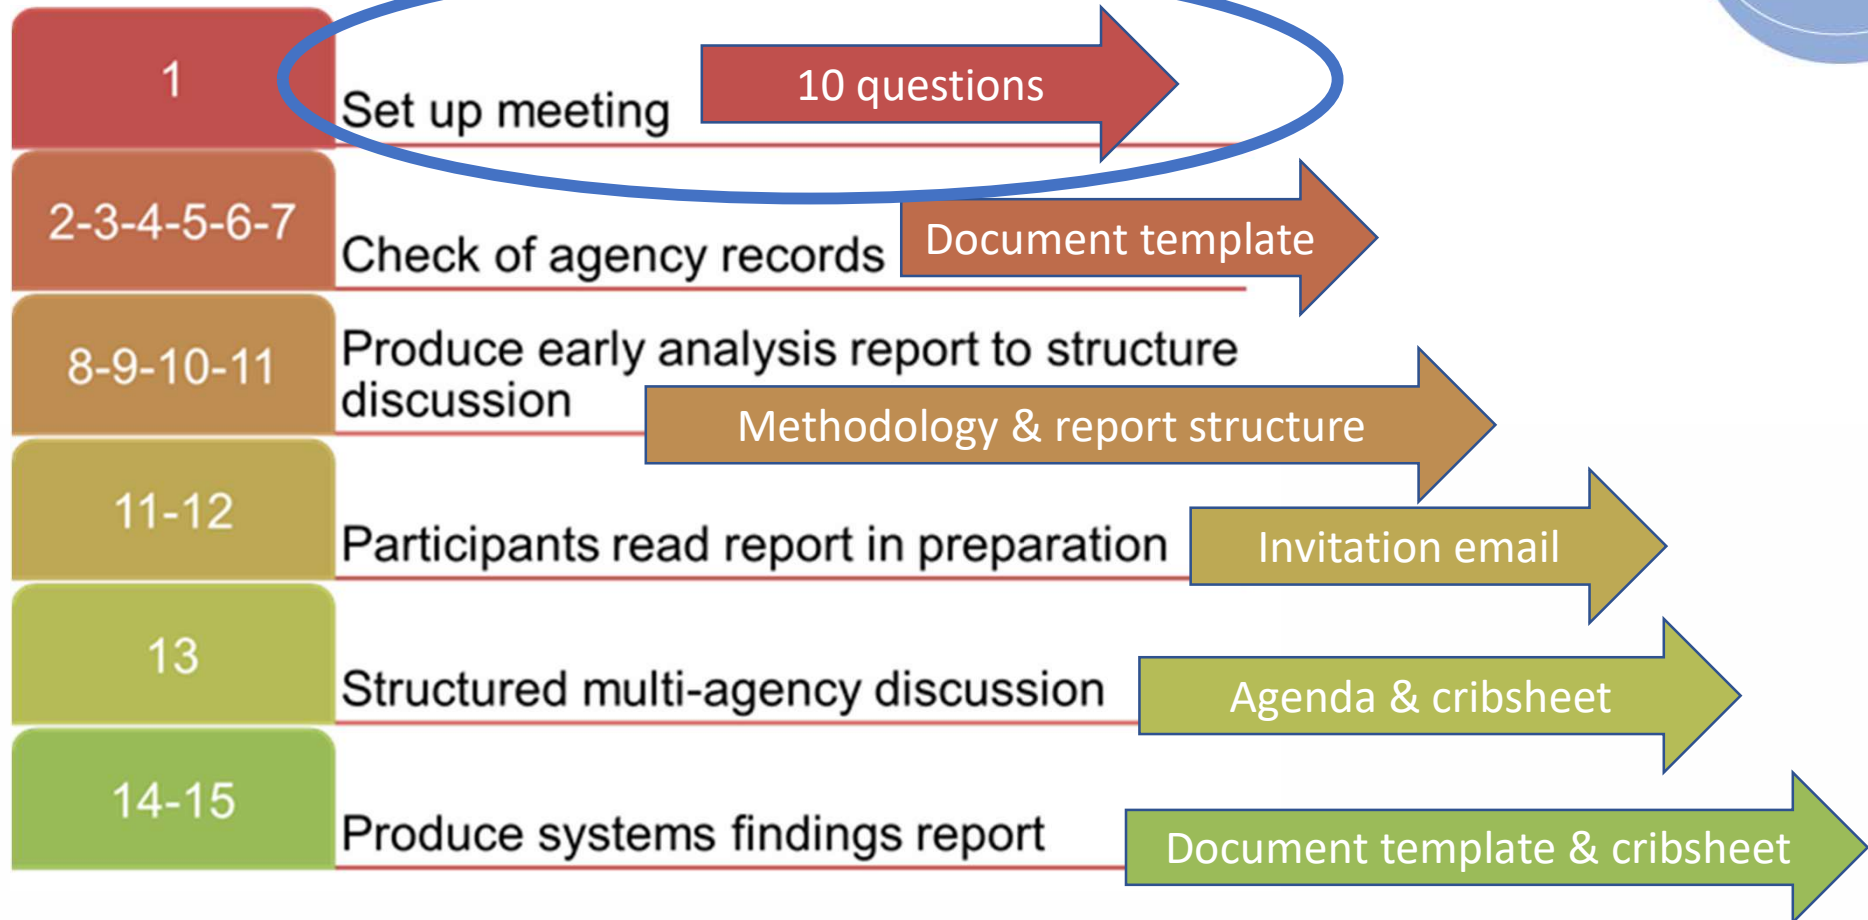 1
Set up meeting
10 questions
2-3-4-5-6-7
Check of agency records
Document template
8-9-10-11
Produce early analysis report to structure
discussion
Methodology & report structure
11-12
Participants read report in preparation
Invitation email
13
Structured multi-agency discussion
Agenda & cribsheet
14-15
Produce systems findings report
Document template & cribsheet